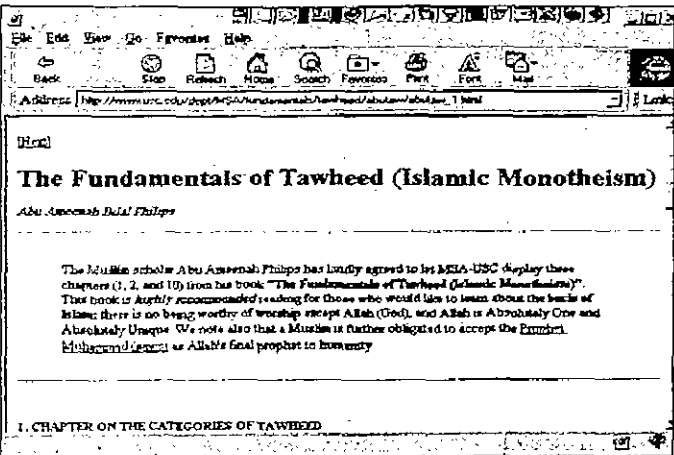 File Edit View Go Favorites Help
Back Stop Refresh Home Search Favorites Print Font Mail
Address http://www.usc.edu/dept/MSA/fundamentals/tawheed/abutaw/abutaw_1.html Links
[Next]
The Fundamentals of Tawheed (Islamic Monotheism)
Abu Ameenah Bilal Philips
The Muslim scholar Abu Ameenah Philips has kindly agreed to let MSA-USC display three
chapters (1, 2, and 10) from his book "The Fundamentals of Tawheed (Islamic Monotheism)".
This book is highly recommended reading for those who would like to learn about the basis of
Islam: there is no being worthy of worship except Allah (God), and Allah is Absolutely One and
Absolutely Unique. We note also that a Muslim is further obligated to accept the Prophet
Muhammad as Allah's final prophet to humanity
1. CHAPTER ON THE CATEGORIES OF TAWHEED